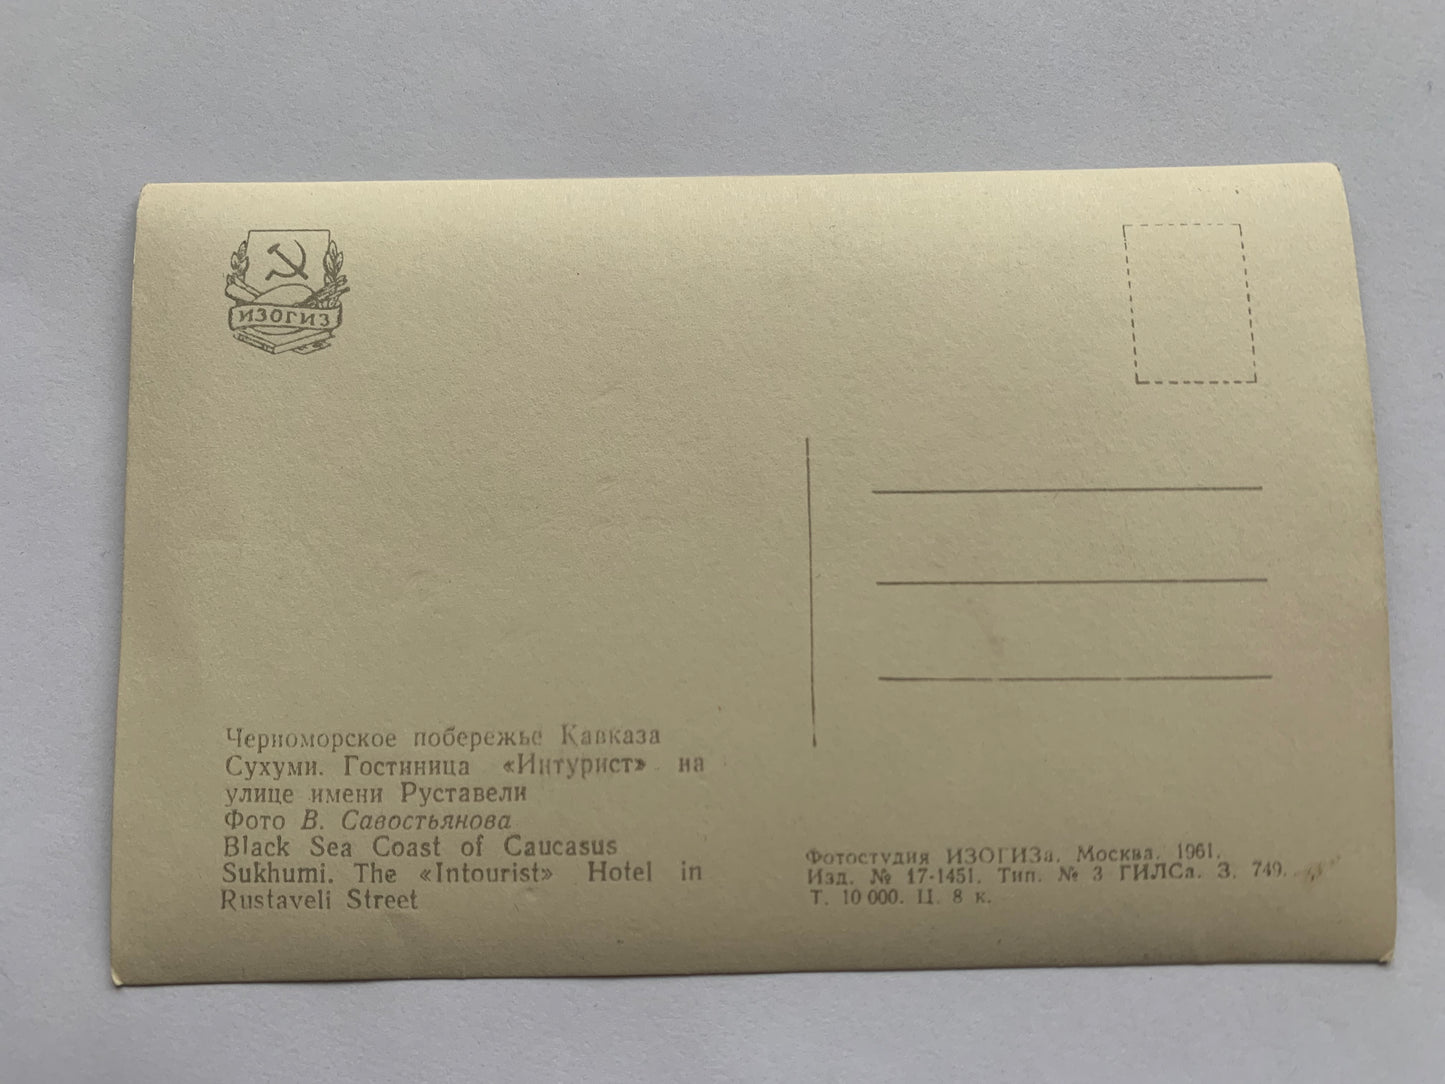 ИЗОГИЗ
Черноморское побережье Кавказа
Сухуми. Гостиница «Интурист» на
улице имени Руставели
Фото В. Савостьянова
Black Sea Coast of Caucasus
Sukhumi. The «Intourist» Hotel in
Rustaveli Street
Фотостудия ИЗОГИЗа. Москва. 1961.
Изд. № 17-1451. Тип. № 3 ГИЛСа. З. 749.
Т. 10 000. Ц. 8 к.